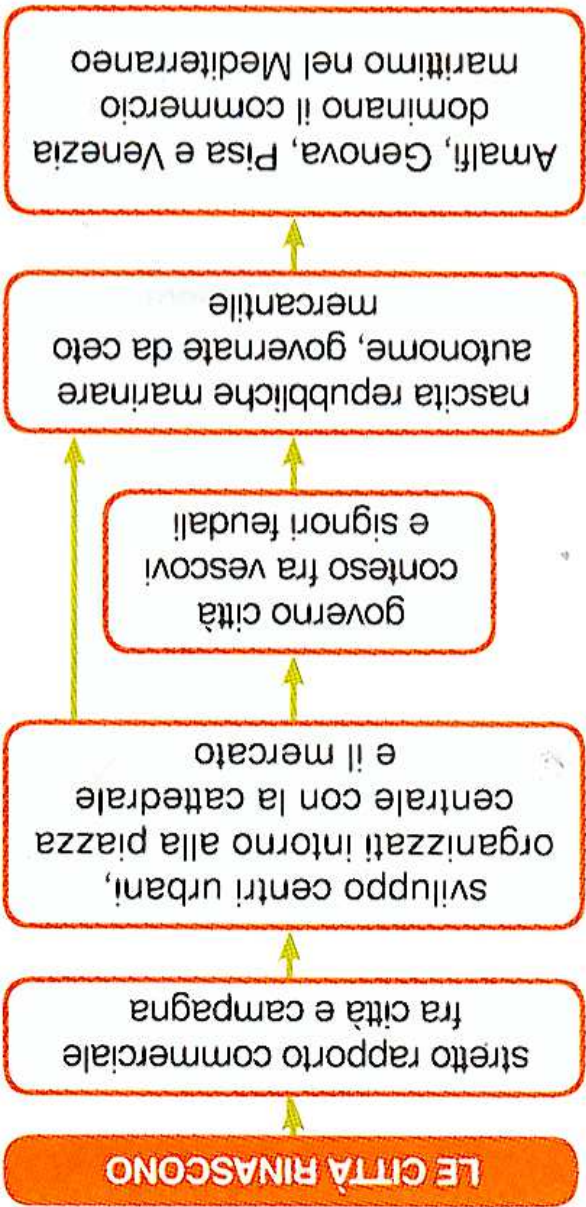 LE CITTÀ RINASCONO
stretto rapporto commerciale
fra città e campagna
sviluppo centri urbani,
organizzati intorno alla piazza
centrale con la cattedrale
e il mercato
governo città
conteso fra vescovi
e signori feudali
nascita repubbliche marinare
autonome, governate da ceto
mercantile
Amalfi, Genova, Pisa e Venezia
dominano il commercio
marittimo nel Mediterraneo